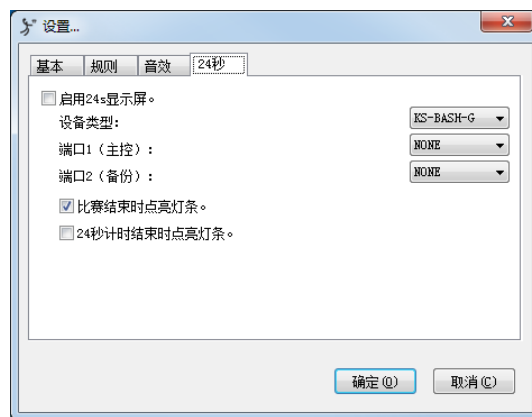 设置...
基本 规则 音效 24秒
启用24s显示屏。
设备类型: KS-BASH-G
端口1（主控）: NONE
端口2（备份）: NONE
比赛结束时点亮灯条。
24秒计时结束时点亮灯条。
确定(O) 取消(C)